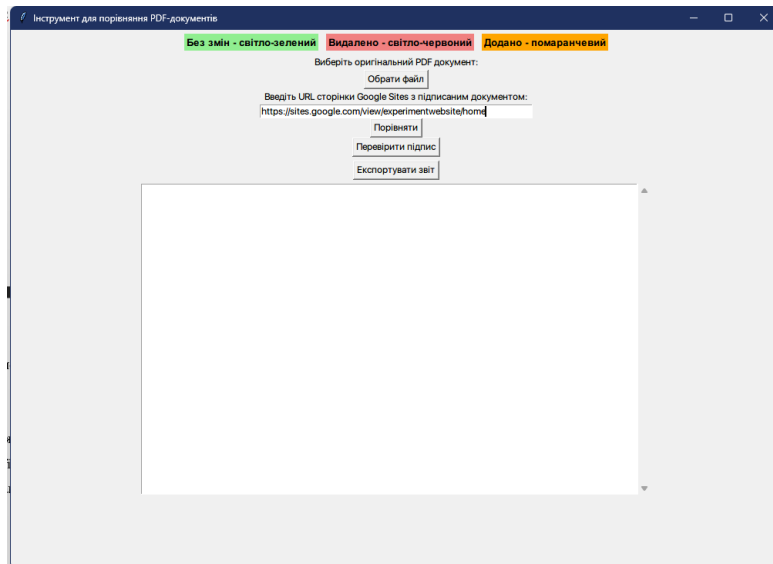 Інструмент для порівняння PDF-документів
Без змін - світло-зелений Видалено - світло-червоний Додано - помаранчевий
Виберіть оригінальний PDF документ:
Обрати файл
Введіть URL сторінки Google Sites з підписаним документом:
https://sites.google.com/view/experimentwebsite/home
Порівняти
Перевірити підпис
Експортувати звіт